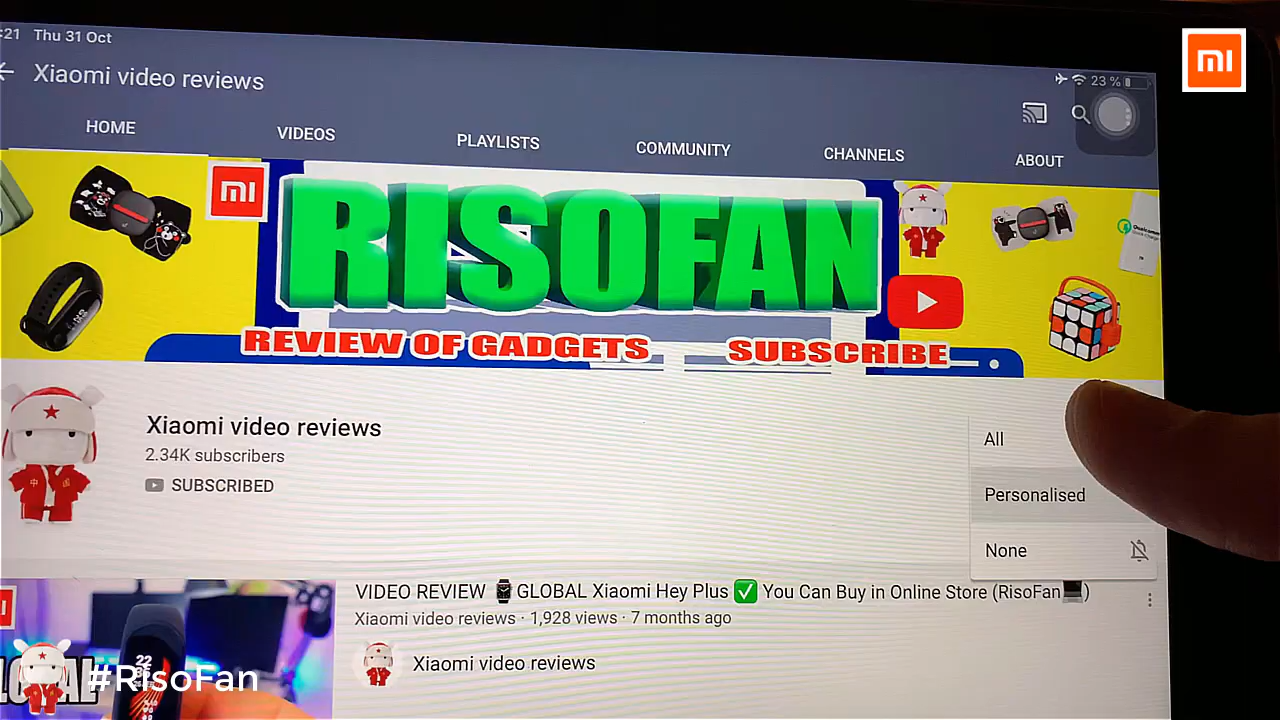 :21 Thu 31 Oct
Xiaomi video reviews
23 %
HOME
VIDEOS
PLAYLISTS
COMMUNITY
CHANNELS
ABOUT
RISOFAN
REVIEW OF GADGETS
SUBSCRIBE
Xiaomi video reviews
2.34K subscribers
SUBSCRIBED
All
Personalised
None
VIDEO REVIEW ⌚GLOBAL Xiaomi Hey Plus ✅ You Can Buy in Online Store (RisoFan💻)
Xiaomi video reviews · 1,928 views · 7 months ago
Xiaomi video reviews
#RisoFan